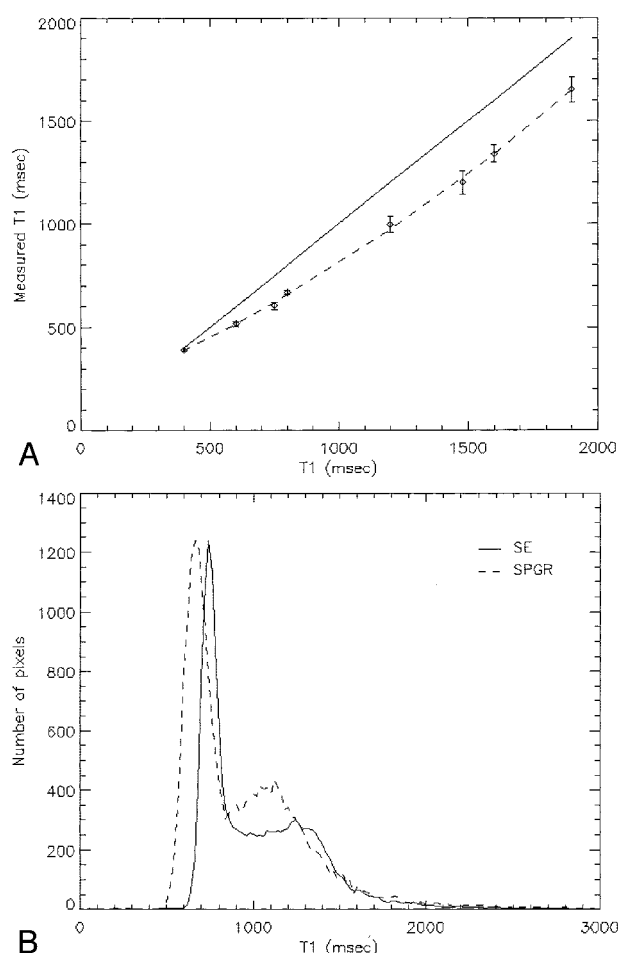 2000
1500
1000
500
0
Measured T1 (msec)
0 500 1000 1500 2000
T1 (msec)
A
1400
1200
1000
800
600
400
200
0
Number of pixels
SE
SPGR
0 1000 2000 3000
T1 (msec)
B